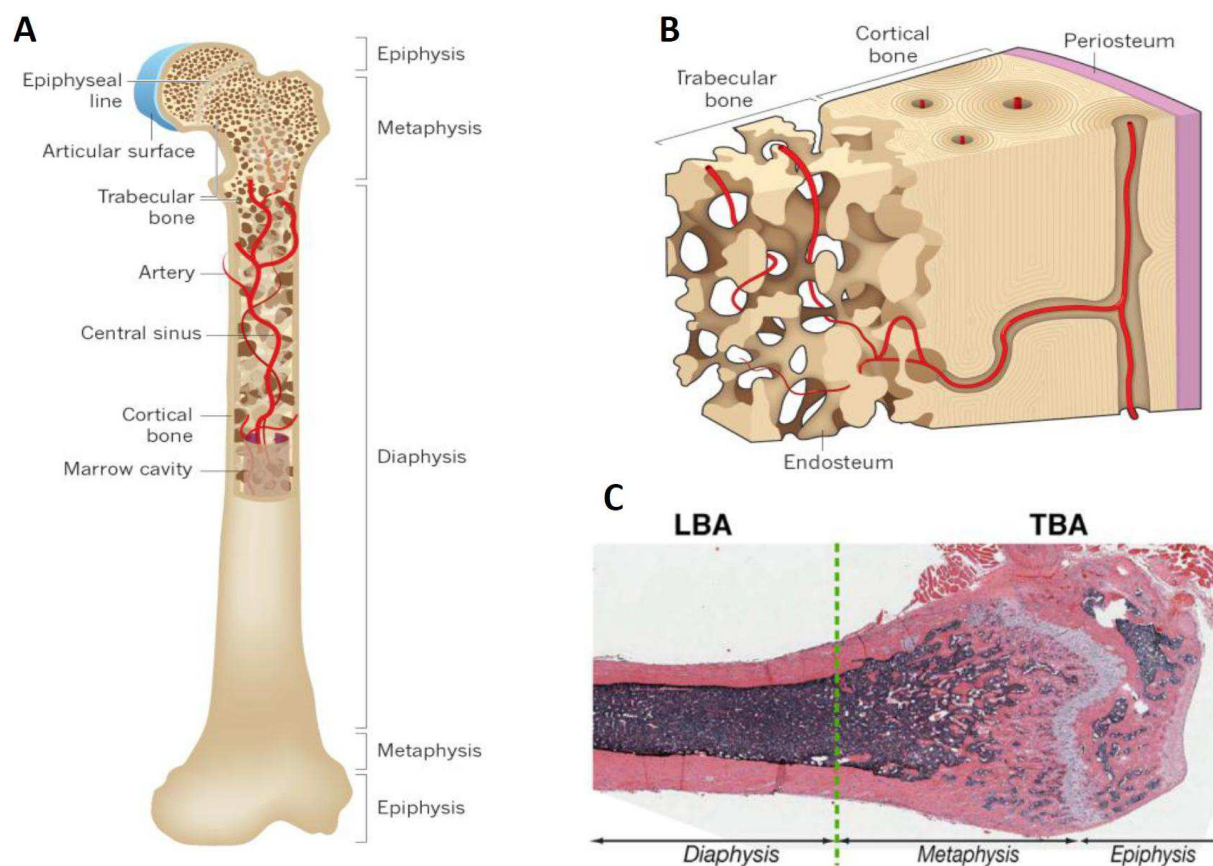 A
Epiphysis
Epiphyseal
line
Metaphysis
Articular surface
Trabecular
bone
Artery
Central sinus
Cortical
bone
Marrow cavity
Diaphysis
Metaphysis
Epiphysis
B
Cortical
bone
Periosteum
Trabecular
bone
Endosteum
C
LBA
TBA
Diaphysis
Metaphysis
Epiphysis